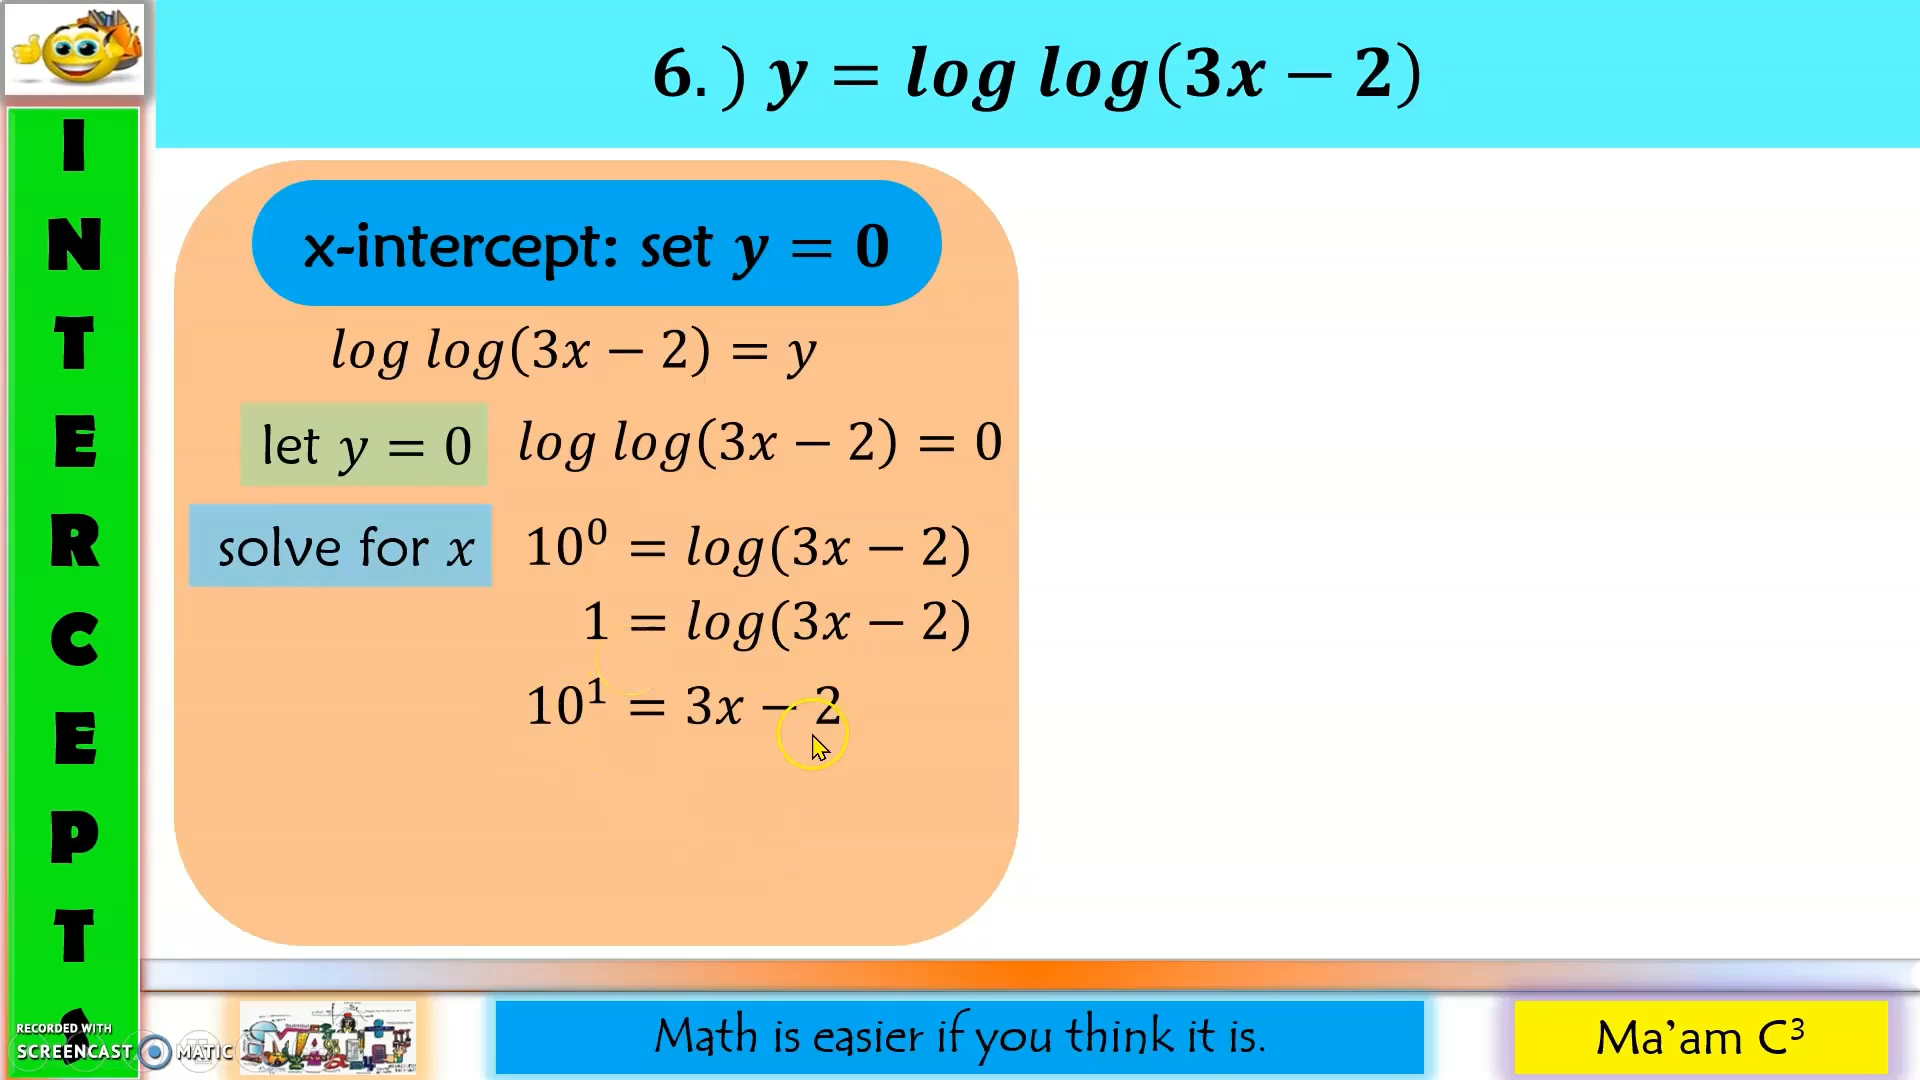 6. ) y = log log(3x − 2)
INTERCEPTS
x-intercept: set y = 0
log log(3x − 2) = y
let y = 0 log log(3x − 2) = 0
solve for x 10⁰ = log(3x − 2)
1 = log(3x − 2)
10¹ = 3x − 2
RECORDED WITH
SCREENCAST MATIC
MATH
Math is easier if you think it is.
Ma’am C³